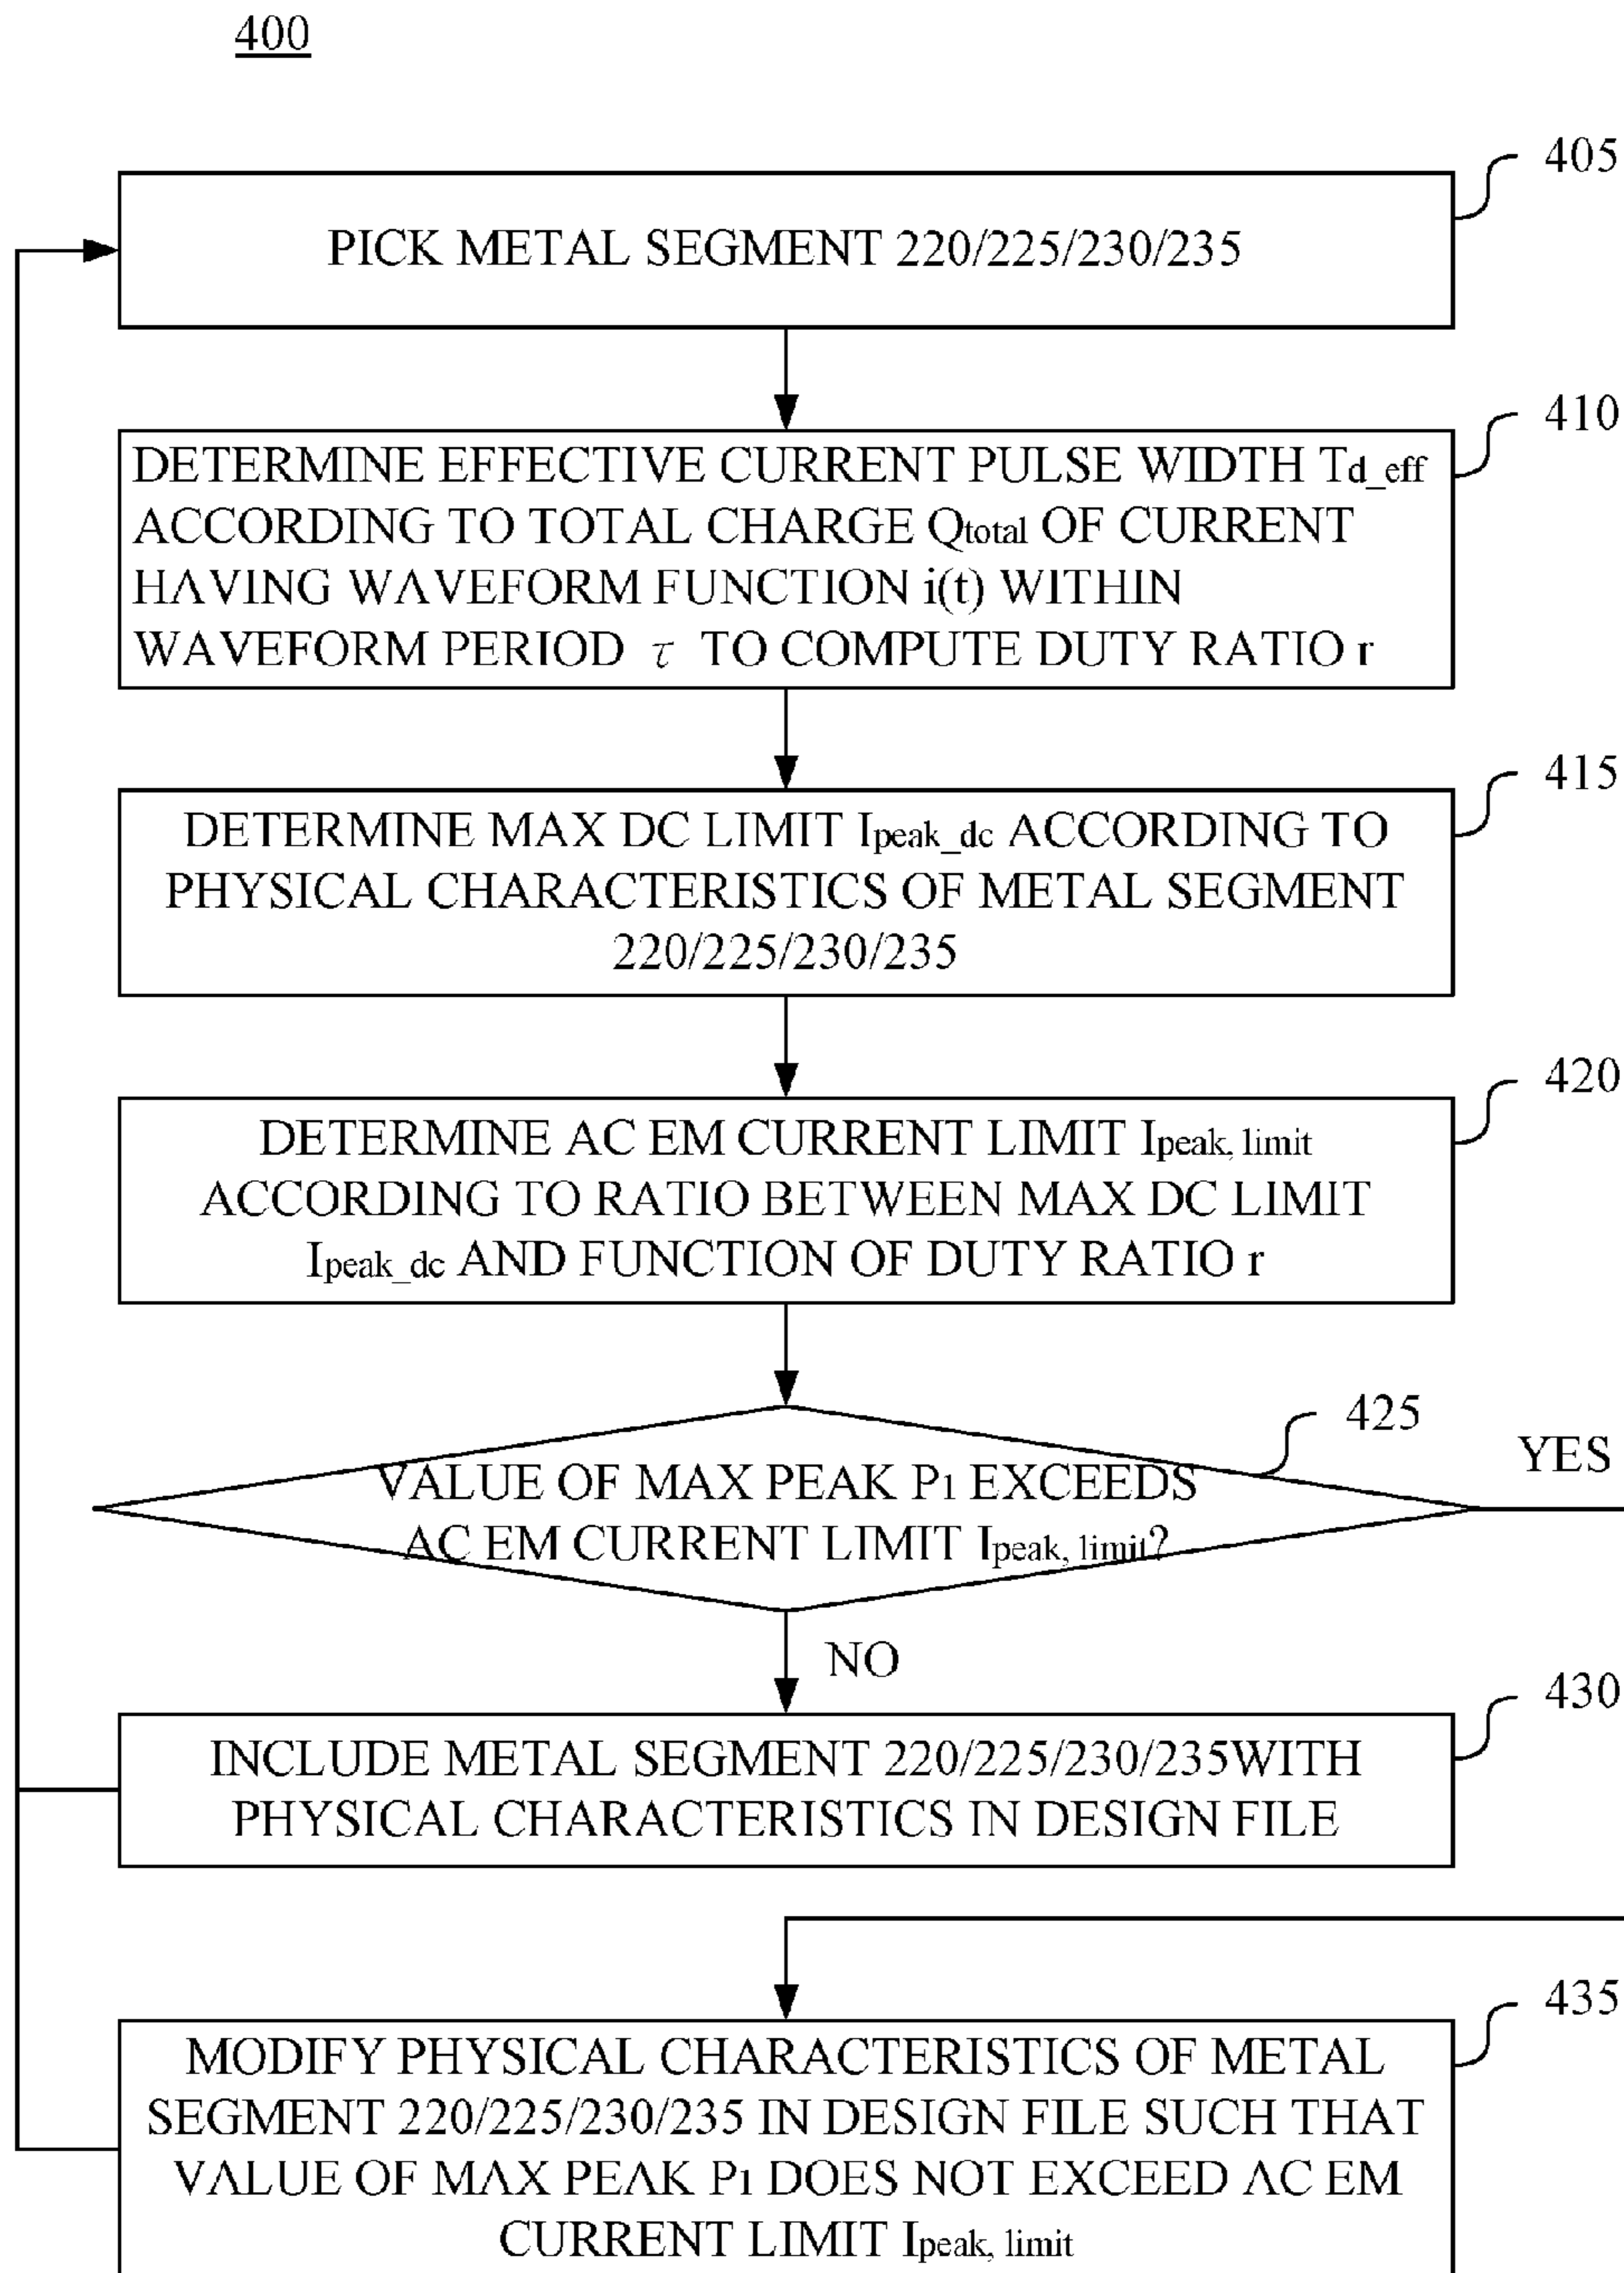 400
405
PICK METAL SEGMENT 220/225/230/235
410
DETERMINE EFFECTIVE CURRENT PULSE WIDTH Td_eff
ACCORDING TO TOTAL CHARGE Qtotal OF CURRENT
HAVING WAVEFORM FUNCTION i(t) WITHIN
WAVEFORM PERIOD τ TO COMPUTE DUTY RATIO r
415
DETERMINE MAX DC LIMIT Ipeak_dc ACCORDING TO
PHYSICAL CHARACTERISTICS OF METAL SEGMENT
220/225/230/235
420
DETERMINE AC EM CURRENT LIMIT Ipeak, limit
ACCORDING TO RATIO BETWEEN MAX DC LIMIT
Ipeak_dc AND FUNCTION OF DUTY RATIO r
425
YES
VALUE OF MAX PEAK P1 EXCEEDS
AC EM CURRENT LIMIT Ipeak, limit?
NO
430
INCLUDE METAL SEGMENT 220/225/230/235WITH
PHYSICAL CHARACTERISTICS IN DESIGN FILE
435
MODIFY PHYSICAL CHARACTERISTICS OF METAL
SEGMENT 220/225/230/235 IN DESIGN FILE SUCH THAT
VALUE OF MAX PEAK P1 DOES NOT EXCEED AC EM
CURRENT LIMIT Ipeak, limit